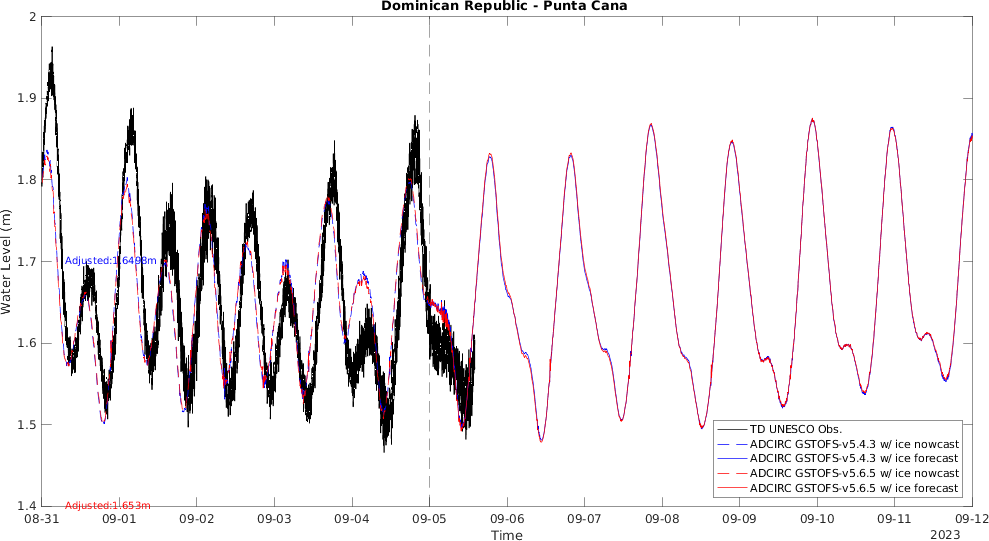 Dominican Republic - Punta Cana
Water Level (m)
2
1.9
1.8
1.7
1.6
1.5
1.4
Adjusted:1.6498m
Adjusted:1.653m
TD UNESCO Obs.
ADCIRC GSTOFS-v5.4.3 w/ ice nowcast
ADCIRC GSTOFS-v5.4.3 w/ ice forecast
ADCIRC GSTOFS-v5.6.5 w/ ice nowcast
ADCIRC GSTOFS-v5.6.5 w/ ice forecast
08-31 09-01 09-02 09-03 09-04 09-05 09-06 09-07 09-08 09-09 09-10 09-11 09-12
Time
2023